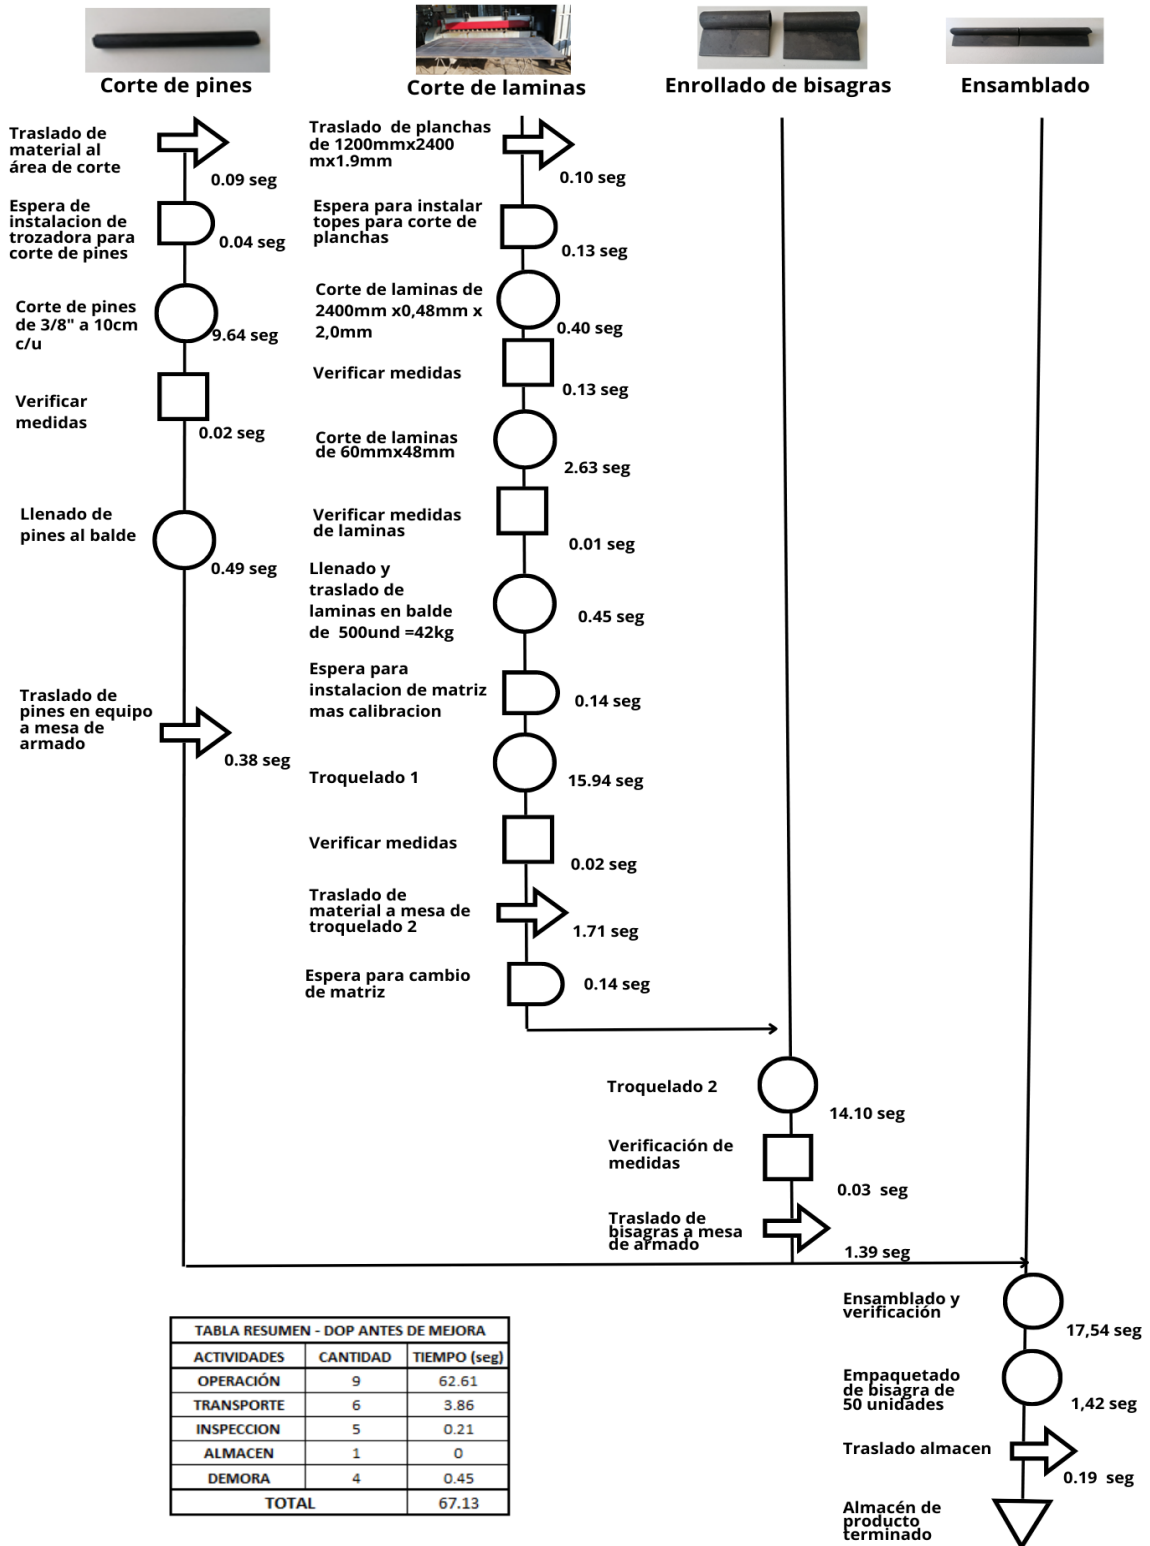 Corte de pines
Traslado de
material al
área de corte
0.09 seg
Espera de
instalacion de
trozadora para
corte de pines
0.04 seg
Corte de pines
de 3/8" a 10cm
c/u
9.64 seg
Verificar
medidas
0.02 seg
Llenado de
pines al balde
0.49 seg
Traslado de
pines en equipo
a mesa de
armado
0.38 seg
Corte de laminas
Traslado de planchas
de 1200mmx2400
mx1.9mm
0.10 seg
Espera para instalar
topes para corte de
planchas
0.13 seg
Corte de laminas de
2400mm x0,48mm x
2,0mm
0.40 seg
Verificar medidas
0.13 seg
Corte de laminas
de 60mmx48mm
2.63 seg
Verificar medidas
de laminas
0.01 seg
Llenado y
traslado de
laminas en balde
de 500und =42kg
0.45 seg
Espera para
instalacion de matriz
mas calibracion
0.14 seg
Troquelado 1
15.94 seg
Verificar medidas
0.02 seg
Traslado de
material a mesa de
troquelado 2
1.71 seg
Espera para cambio
de matriz
0.14 seg
Enrollado de bisagras
Troquelado 2
14.10 seg
Verificación de
medidas
0.03 seg
Traslado de
bisagras a mesa
de armado
1.39 seg
Ensamblado
Ensamblado y
verificación
17,54 seg
Empaquetado
de bisagra de
50 unidades
1,42 seg
Traslado almacen
0.19 seg
Almacén de
producto
terminado
TABLA RESUMEN - DOP ANTES DE MEJORA
ACTIVIDADES CANTIDAD TIEMPO (seg)
OPERACIÓN 9 62.61
TRANSPORTE 6 3.86
INSPECCION 5 0.21
ALMACEN 1 0
DEMORA 4 0.45
TOTAL 67.13